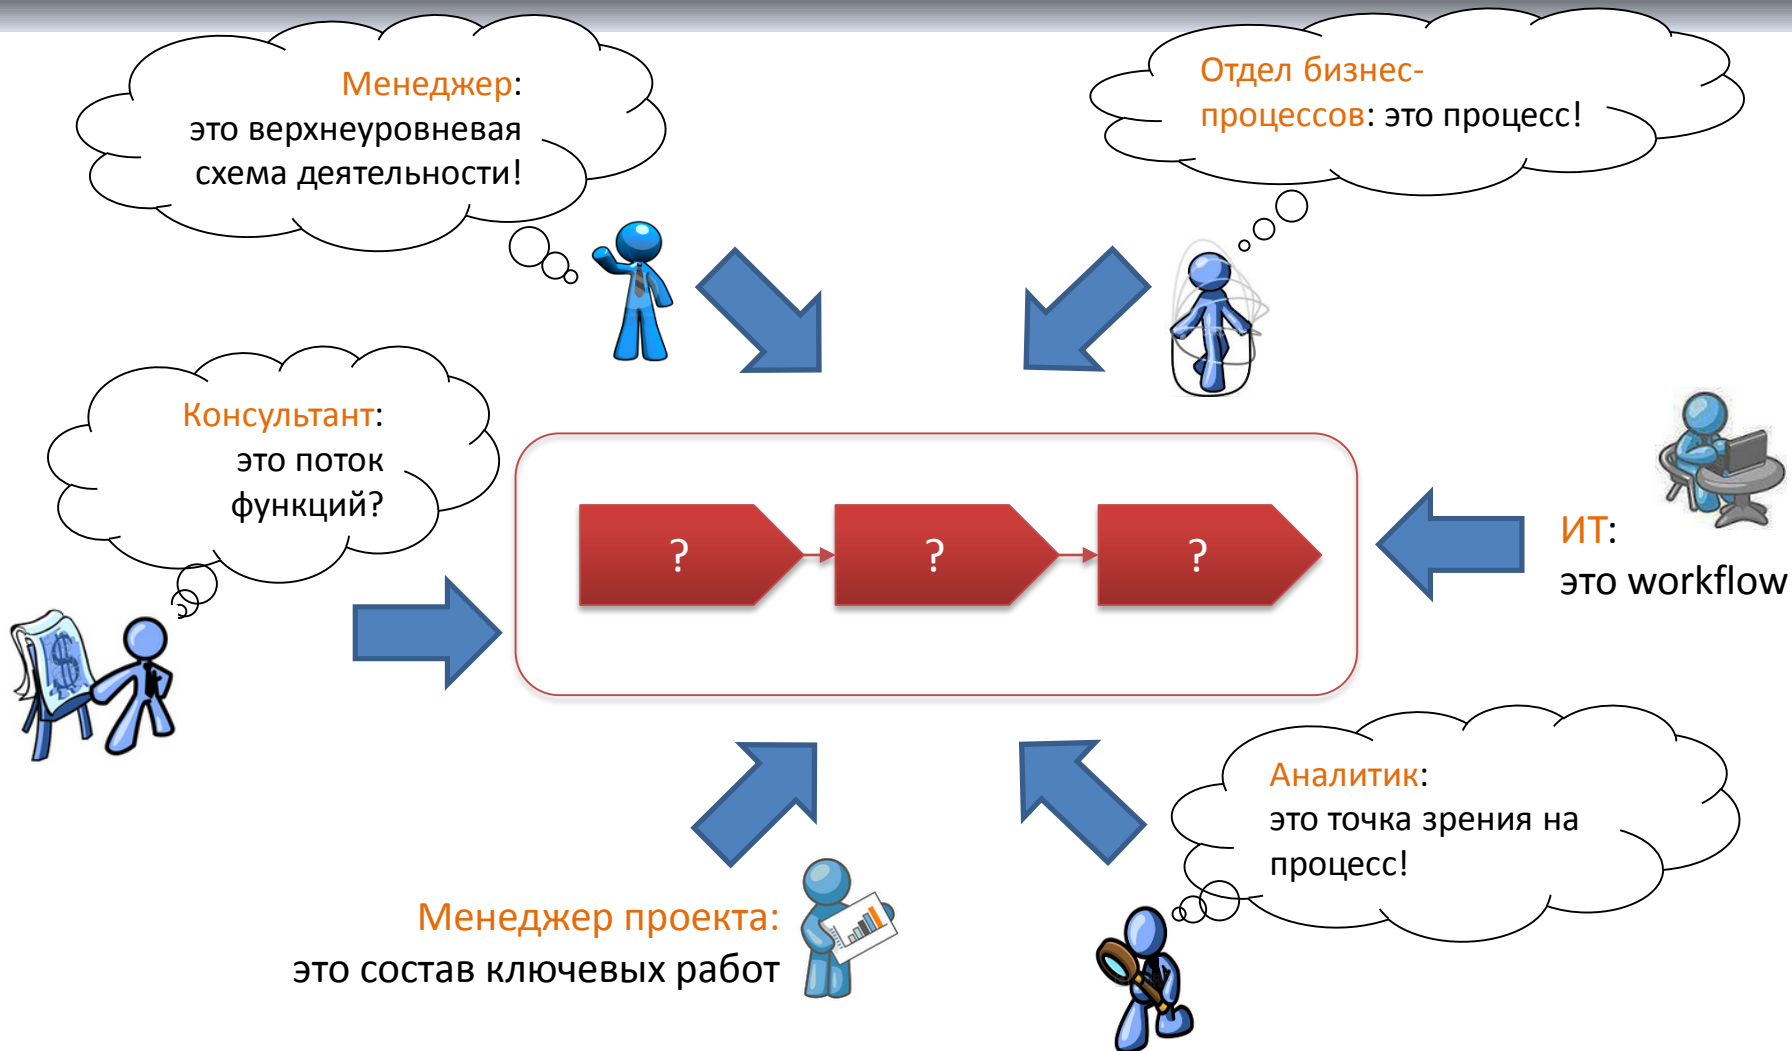 Менеджер:
это верхнеуровневая
схема деятельности!
Отдел бизнес-
процессов: это процесс!
Консультант:
это поток
функций?
?
?
?
ИТ:
это workflow
Аналитик:
это точка зрения на
процесс!
Менеджер проекта:
это состав ключевых работ
$